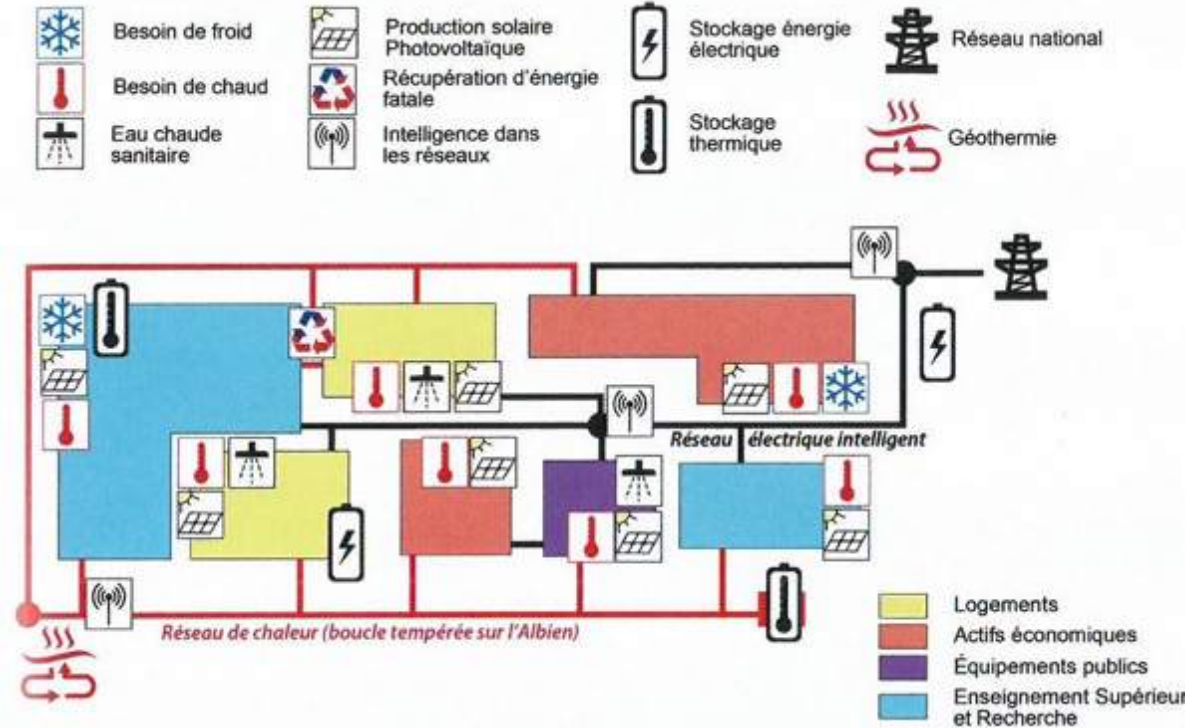 Besoin de froid
Production solaire
Photovoltaïque
Stockage énergie
électrique
Réseau national
Besoin de chaud
Récupération d'énergie
fatale
Eau chaude
sanitaire
Intelligence dans
les réseaux
Stockage
thermique
Géothermie
Réseau électrique intelligent
Réseau de chaleur (boucle tempérée sur l'Albien)
Logements
Actifs économiques
Équipements publics
Enseignement Supérieur
et Recherche